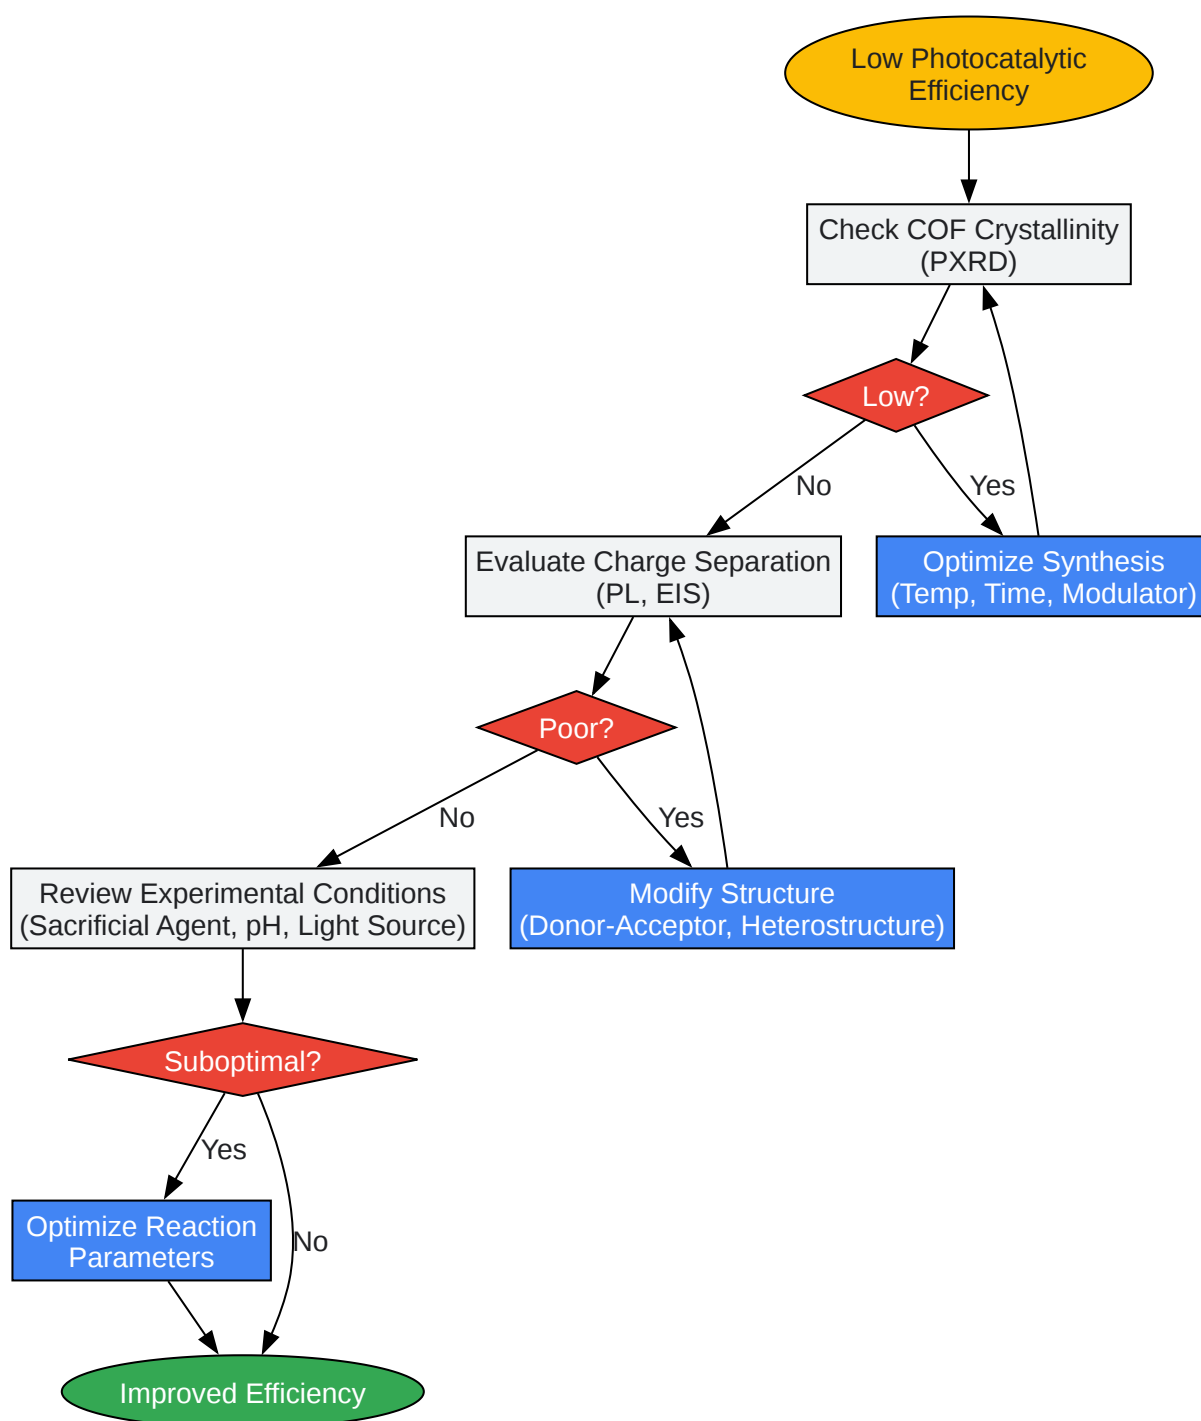 Low Photocatalytic
Efficiency
Check COF Crystallinity
(PXRD)
Low?
No
Yes
Evaluate Charge Separation
(PL, EIS)
Optimize Synthesis
(Temp, Time, Modulator)
Poor?
No
Yes
Review Experimental Conditions
(Sacrificial Agent, pH, Light Source)
Modify Structure
(Donor-Acceptor, Heterostructure)
Suboptimal?
Yes
No
Optimize Reaction
Parameters
Improved Efficiency